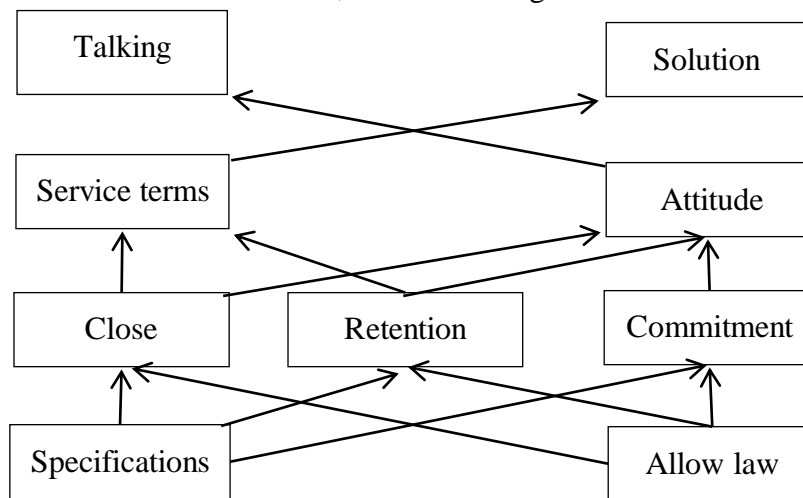 Talking
Solution
Service terms
Attitude
Close
Retention
Commitment
Specifications
Allow law